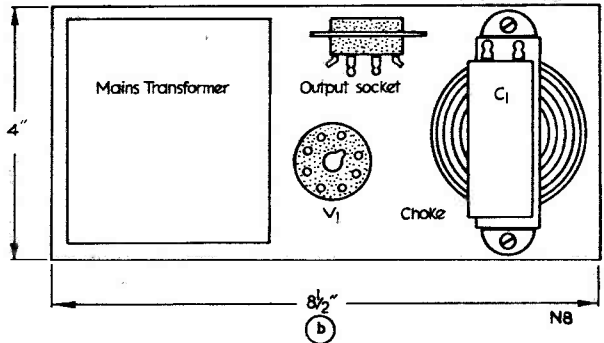 Mains Transformer
Output socket
C1
4"
V1
Choke
8½"
b
N8